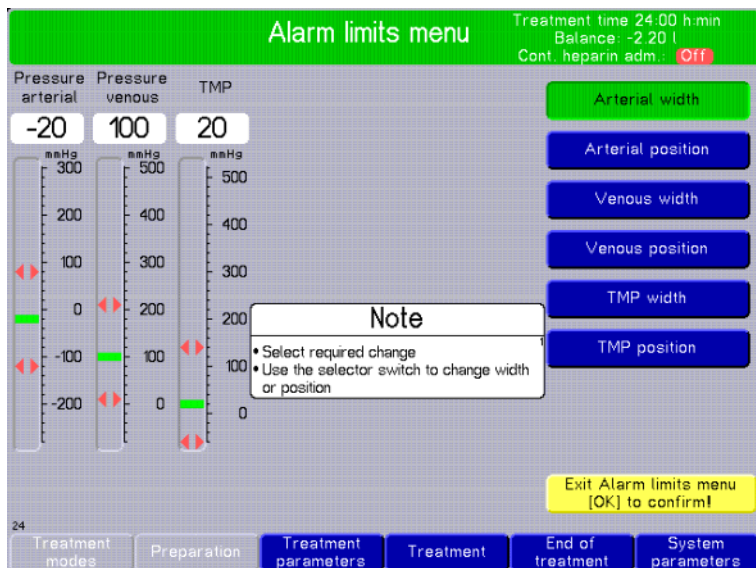 Alarm limits menu
Treatment time 24:00 h:min
Balance: -2.20 l
Cont. heparin adm.: Off
Pressure arterial
Pressure venous
TMP
-20
100
20
mmHg
300
200
100
0
-100
-200
mmHg
500
400
300
200
100
0
mmHg
500
400
300
200
100
0
Arterial width
Arterial position
Venous width
Venous position
TMP width
TMP position
Note
1
• Select required change
• Use the selector switch to change width
or position
Exit Alarm limits menu
[OK] to confirm!
24
Treatment modes
Preparation
Treatment parameters
Treatment
End of treatment
System parameters